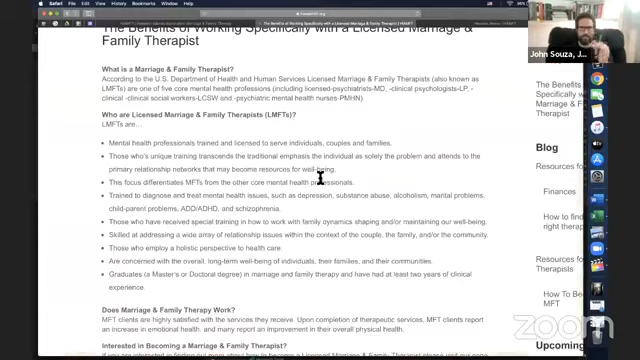 The Benefits of Working Specifically with a Licensed Marriage &
Family Therapist
What is a Marriage & Family Therapist?
According to the U.S. Department of Health and Human Services Licensed Marriage & Family Therapists (also known as
LMFTs) are one of five core mental health professions (including licensed-psychiatrists-MD, -clinical psychologists-LP, -
clinical -clinical social workers-LCSW and -psychiatric mental health nurses-PMHN)
Who are Licensed Marriage & Family Therapists (LMFTs)?
LMFTs are…
Mental health professionals trained and licensed to serve individuals, couples and families.
Those who's unique training transcends the traditional emphasis the individual as solely the problem and attends to the
primary relationship networks that may become resources for well-being.
This focus differentiates MFTs from the other core mental health professionals.
Trained to diagnose and treat mental health issues, such as depression, substance abuse, alcoholism, marital problems,
child-parent problems, ADD/ADHD, and schizophrenia.
Those who have received special training in how to work with family dynamics shaping and/or maintaining our well-being.
Skilled at addressing a wide array of relationship issues within the context of the couple, the family, and/or the community.
Those who employ a holistic perspective to health care.
Are concerned with the overall, long-term well-being of individuals, their families, and their communities.
Graduates (a Master's or Doctoral degree) in marriage and family therapy and have had at least two years of clinical
experience.
Does Marriage & Family Therapy Work?
MFT clients are highly satisfied with the services they receive. Upon completion of therapeutic services, MFT clients report
an increase in emotional health, and many report an improvement in their overall physical health.
Interested in Becoming a Marriage & Family Therapist?
John Souza, J...
The Benefits
Specifically w
Marriage & F
Therapist
Blog
Resources fo
Finances
How to find
right therap
Resources for
Therapists
How To Be
MFT
Upcoming
zoom